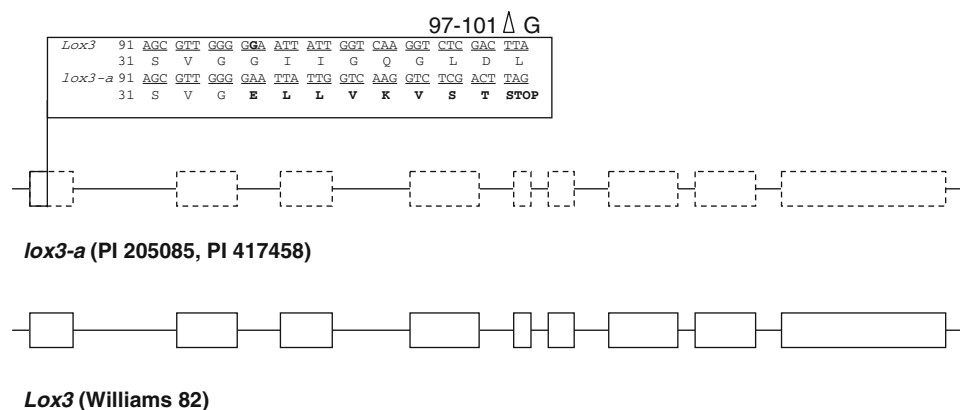 97-101 Δ G
Lox3 91 AGC GTT GGG GGA ATT ATT GGT CAA GGT CTC GAC TTA
31 S V G G I I G Q G L D L
lox3-a 91 AGC GTT GGG GAA TTA TTG GTC AAG GTC TCG ACT TAG
31 S V G E L L V K V S T STOP
lox3-a (PI 205085, PI 417458)
Lox3 (Williams 82)